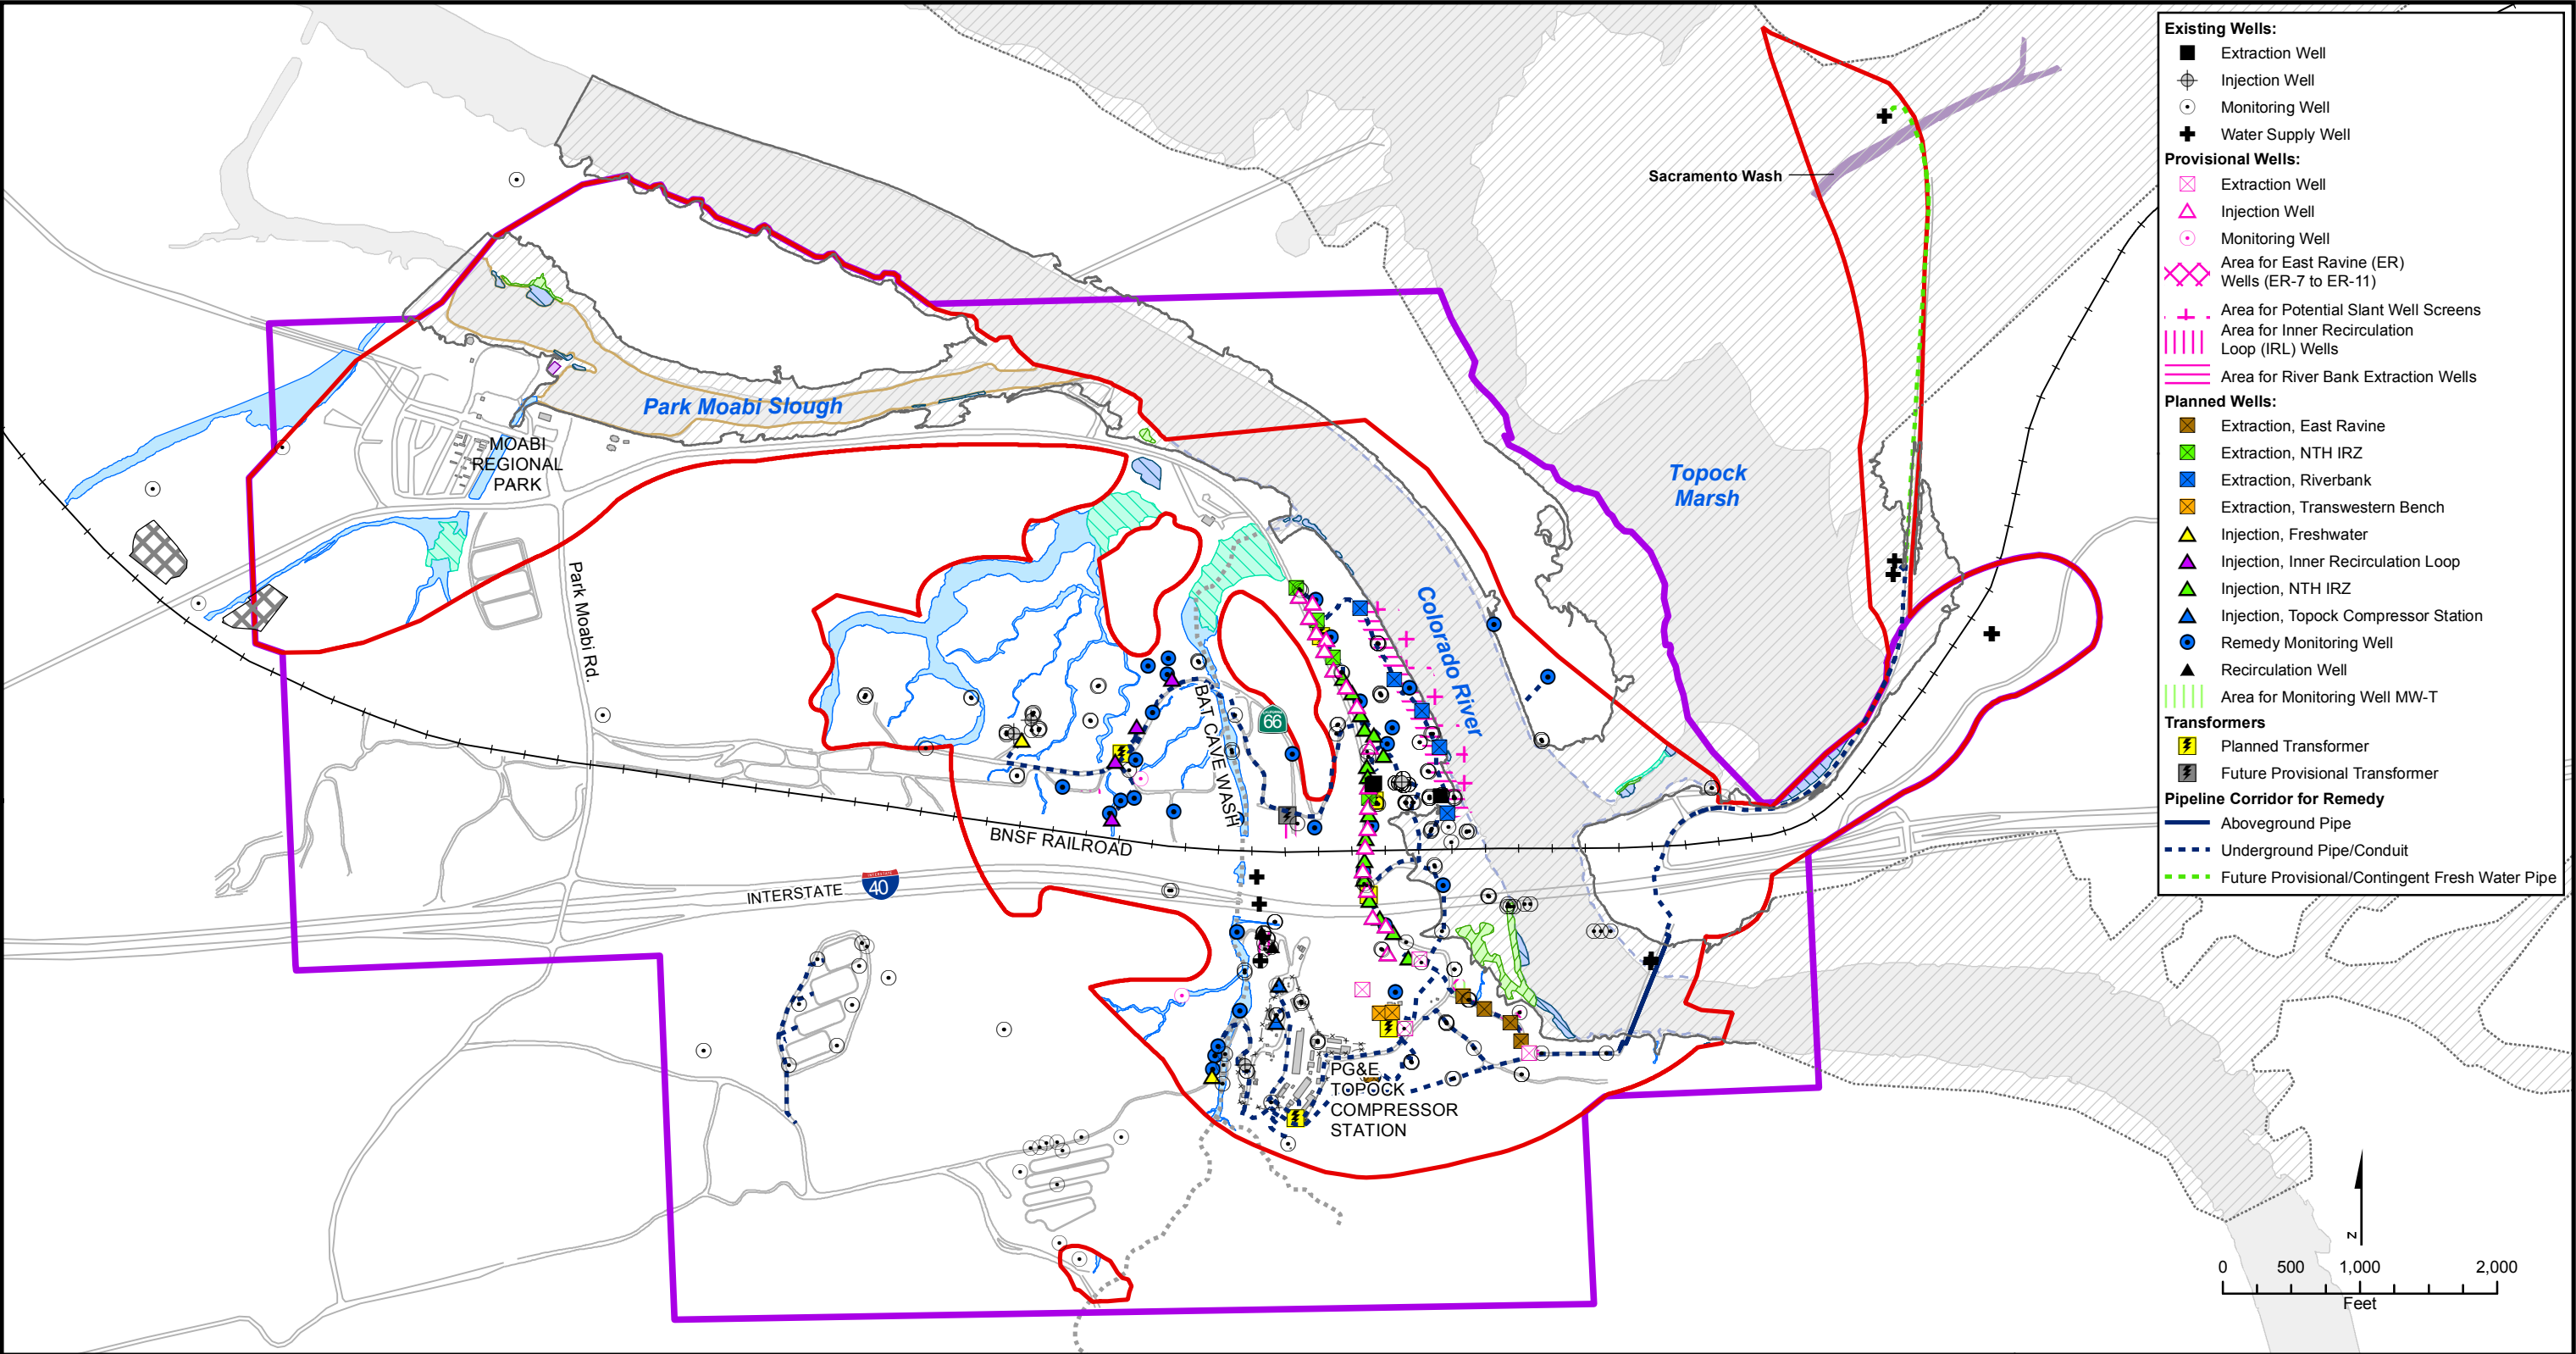 Existing Wells:
Extraction Well
Injection Well
Monitoring Well
Water Supply Well
Provisional Wells:
Extraction Well
Injection Well
Monitoring Well
Area for East Ravine (ER)
Wells (ER-7 to ER-11)
Area for Potential Slant Well Screens
Area for Inner Recirculation
Loop (IRL) Wells
Area for River Bank Extraction Wells
Planned Wells:
Extraction, East Ravine
Extraction, NTH IRZ
Extraction, Riverbank
Extraction, Transwestern Bench
Injection, Freshwater
Injection, Inner Recirculation Loop
Injection, NTH IRZ
Injection, Topock Compressor Station
Remedy Monitoring Well
Recirculation Well
Area for Monitoring Well MW-T
Transformers
Planned Transformer
Future Provisional Transformer
Pipeline Corridor for Remedy
Aboveground Pipe
Underground Pipe/Conduit
Future Provisional/Contingent Fresh Water Pipe
Sacramento Wash
Park Moabi Slough
MOABI
REGIONAL
PARK
Topock
Marsh
Park Moabi Rd.
Colorado River
BAT CAVE WASH
66
BNSF RAILROAD
INTERSTATE
40
PG&E
TOPOCK
COMPRESSOR
STATION
N
0 500 1,000 2,000
Feet